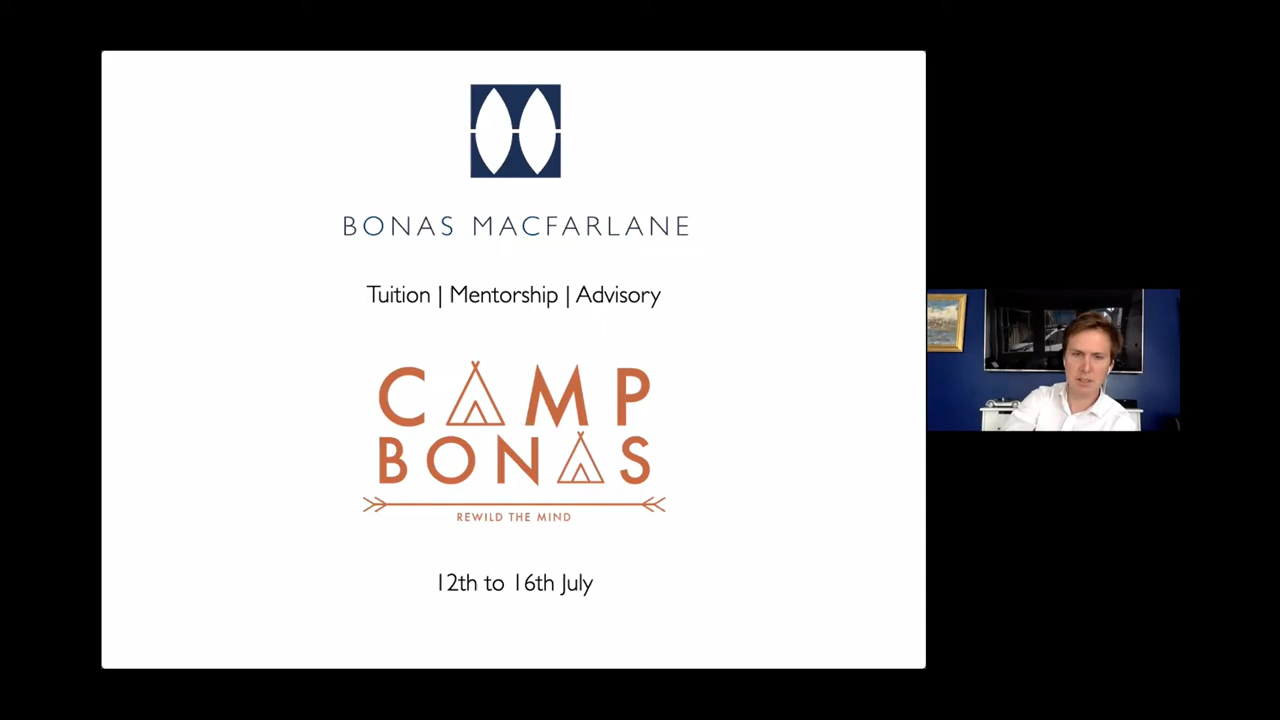 BONAS MACFARLANE
Tuition | Mentorship | Advisory
CAMP
BONAS
REWILD THE MIND
12th to 16th July